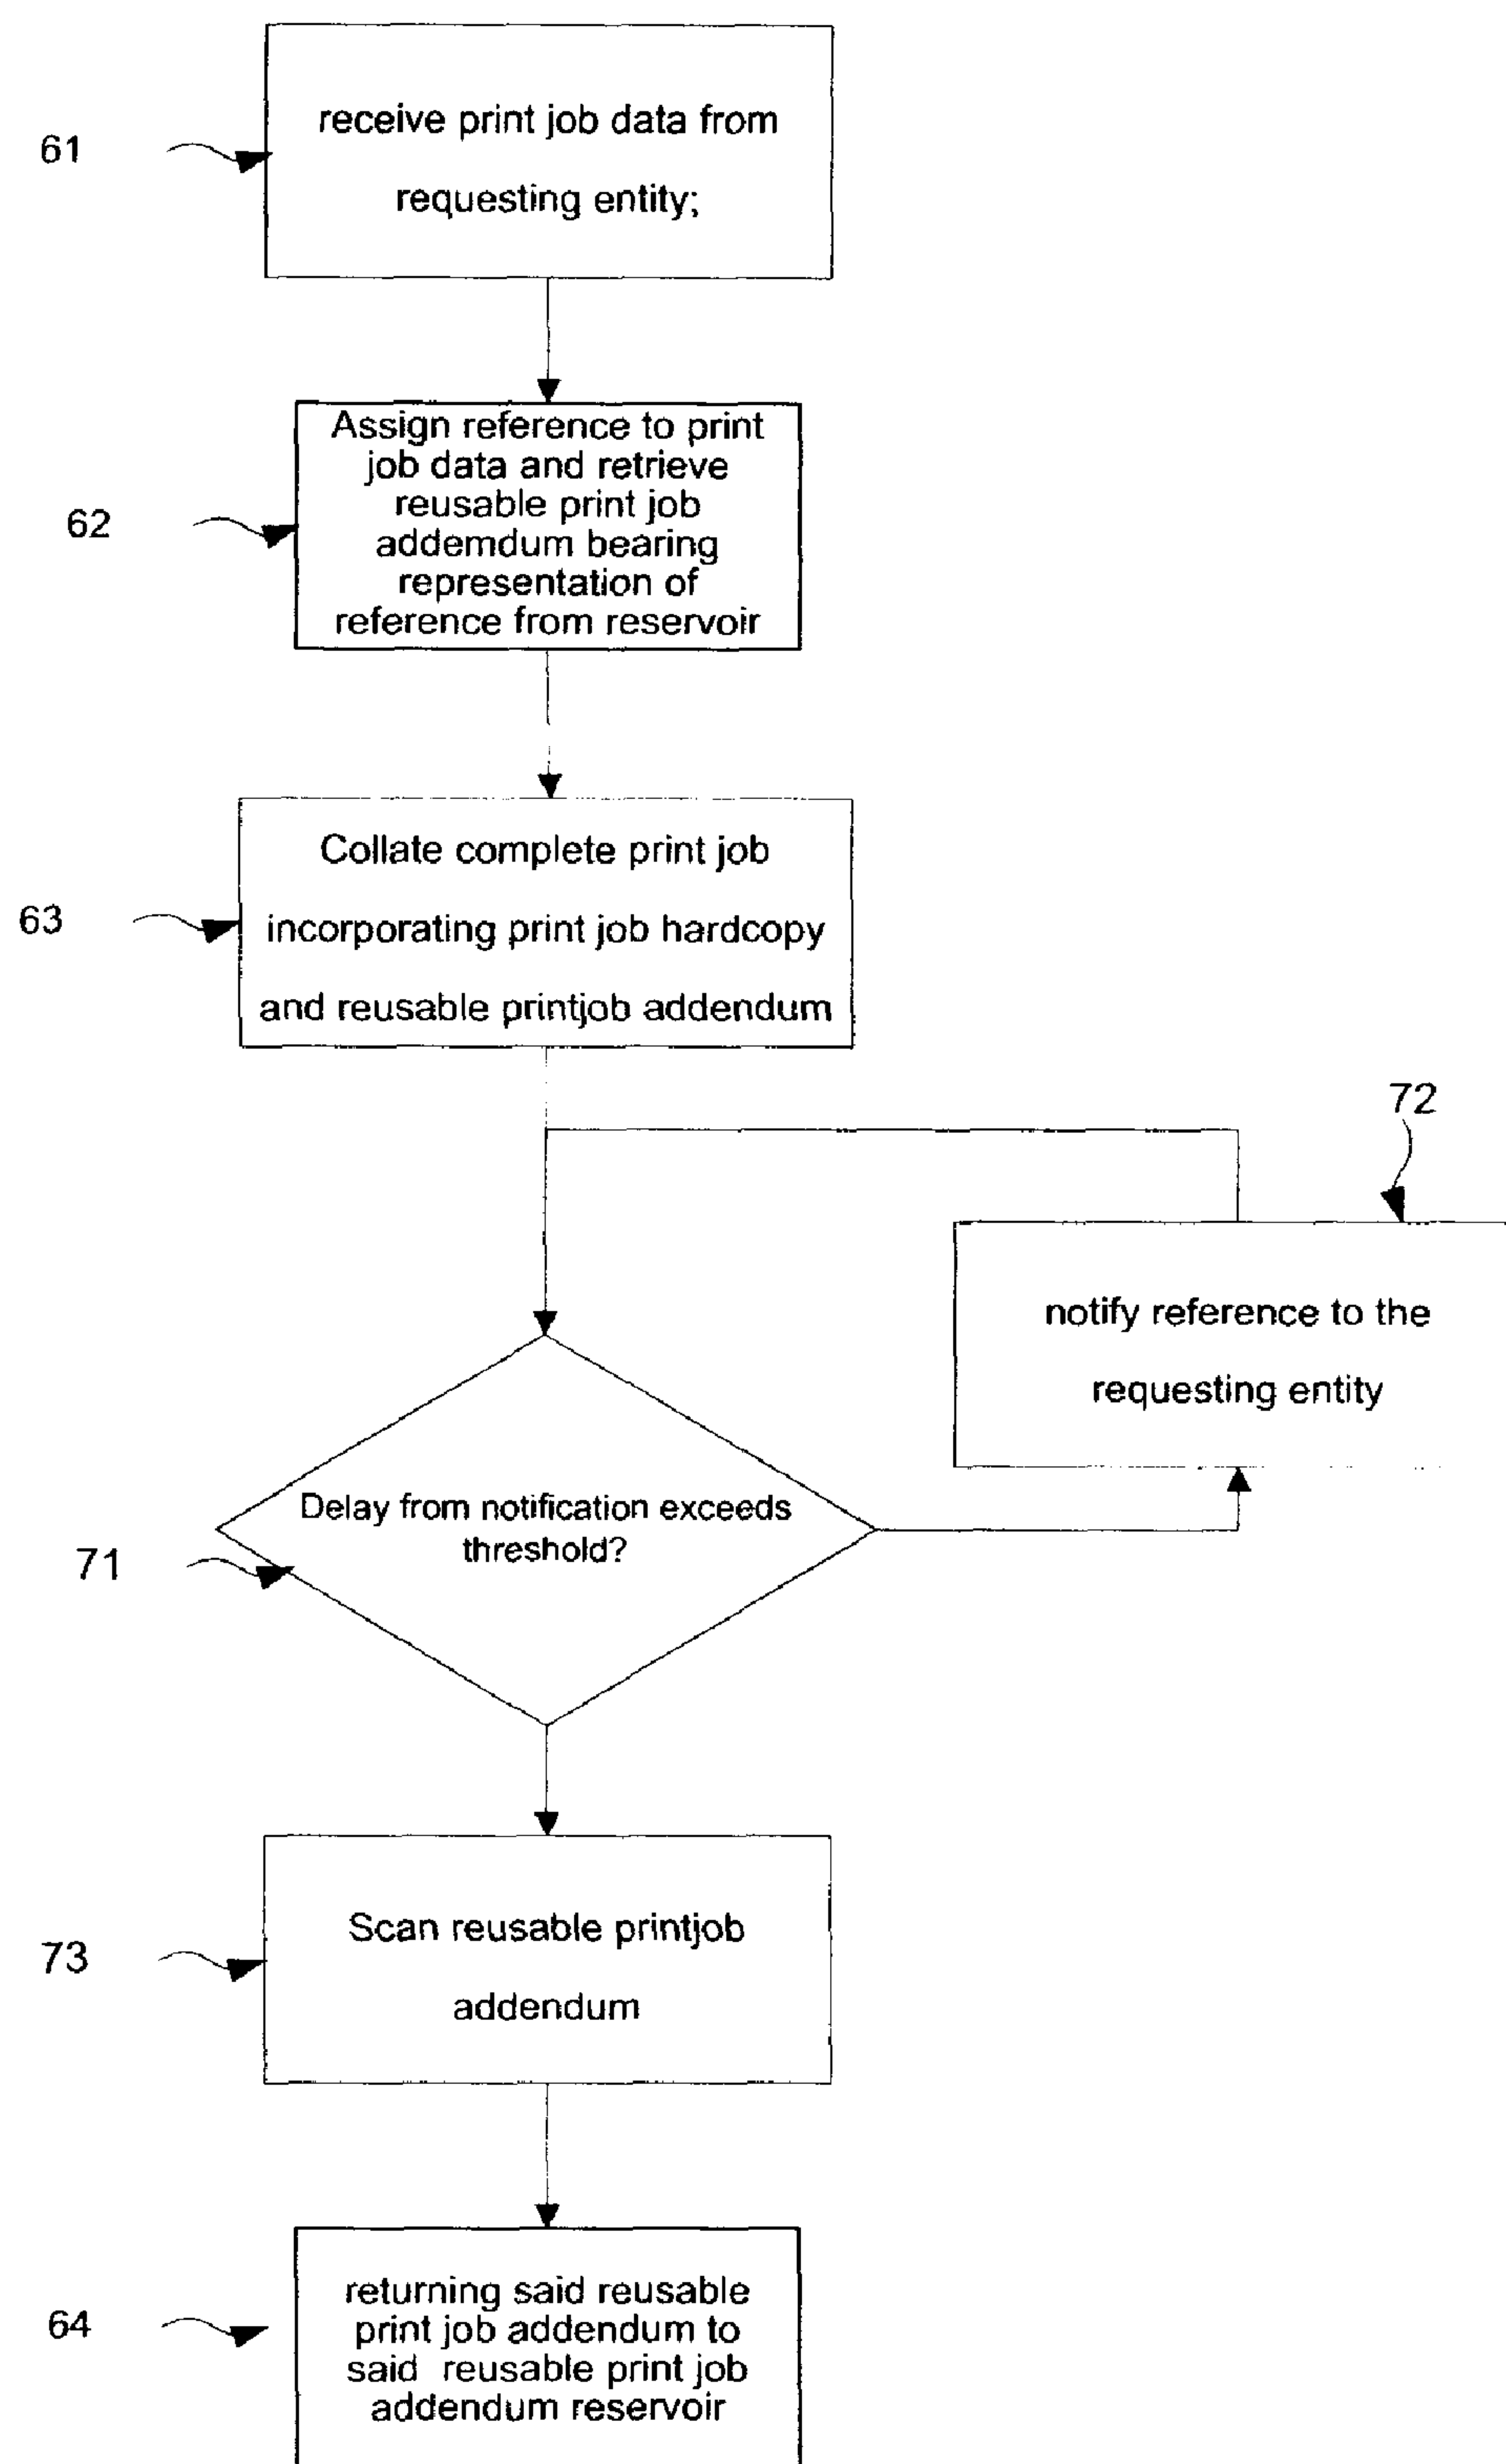 61
receive print job data from
requesting entity;
62
Assign reference to print
job data and retrieve
reusable print job
addemdum bearing
representation of
reference from reservoir
63
Collate complete print job
incorporating print job hardcopy
and reusable printjob addendum
72
notify reference to the
requesting entity
71
Delay from notification exceeds
threshold?
73
Scan reusable printjob
addendum
64
returning said reusable
print job addendum to
said reusable print job
addendum reservoir